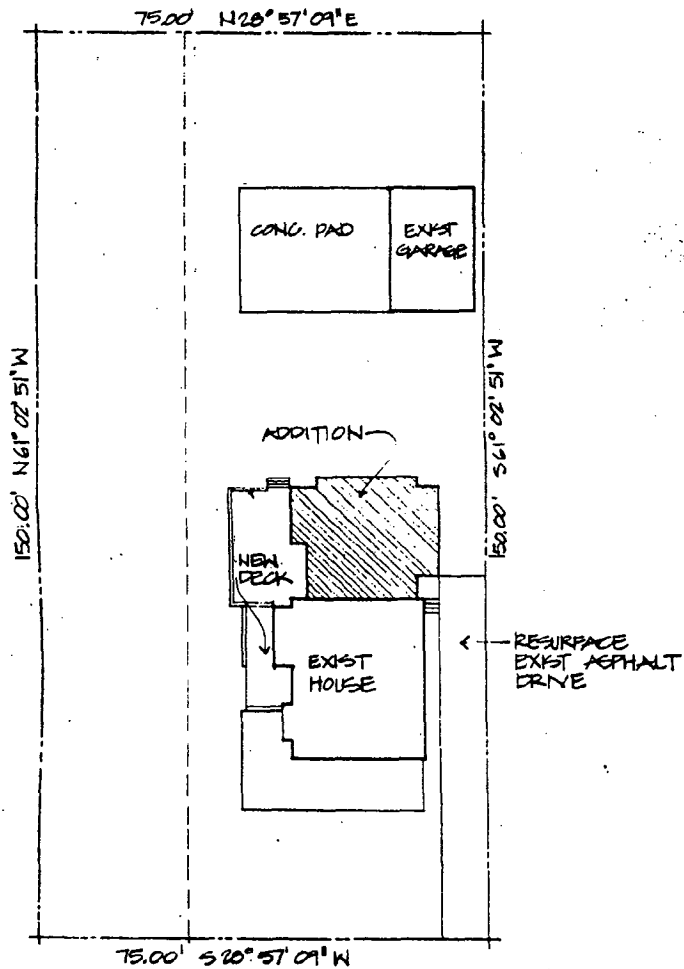 75.00' N28°57'09"E
CONC. PAD
EXIST
GARAGE
150.00' N61°02'51"W
150.00' S61°02'51"W
ADDITION
NEW
DECK
EXIST
HOUSE
RESURFACE
EXIST ASPHALT
DRIVE
75.00' S28°57'09"W